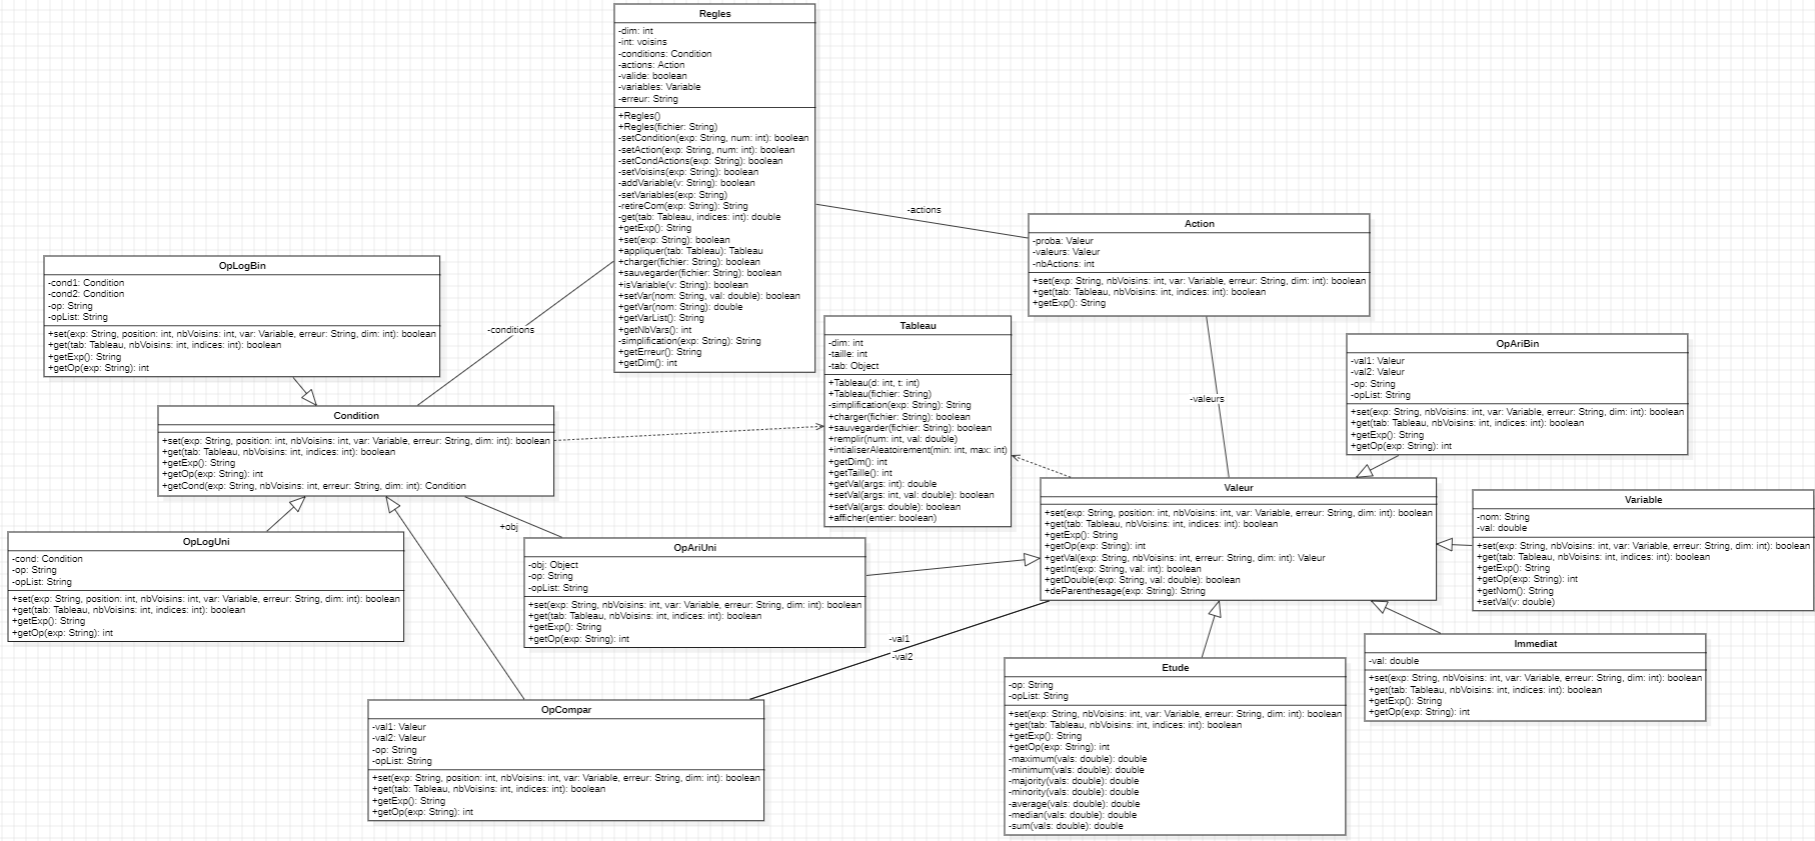 Regles
-dim: int
-int: voisins
-conditions: Condition
-actions: Action
-valide: boolean
-variables: Variable
-erreur: String
+Regles()
+Regles(fichier: String)
-setCondition(exp: String, num: int): boolean
-setAction(exp: String, num: int): boolean
-setCondActions(exp: String): boolean
-setVoisins(exp: String): boolean
-addVariable(v: String): boolean
-setVariables(exp: String)
-retireCom(exp: String): String
-get(tab: Tableau, indices: int): double
+getExp(): String
+set(exp: String): boolean
+appliquer(tab: Tableau): Tableau
+charger(fichier: String): boolean
+sauvegarder(fichier: String): boolean
+isVariable(v: String): boolean
+setVar(nom: String, val: double): boolean
+getVar(nom: String): double
+getVarList(): String
+getNbVars(): int
-simplification(exp: String): String
+getErreur(): String
+getDim(): int
-actions
Action
-proba: Valeur
-valeurs: Valeur
-nbActions: int
+set(exp: String, nbVoisins: int, var: Variable, erreur: String, dim: int): boolean
+get(tab: Tableau, nbVoisins: int, indices: int): boolean
+getExp(): String
OpLogBin
-cond1: Condition
-cond2: Condition
-op: String
-opList: String
+set(exp: String, position: int, nbVoisins: int, var: Variable, erreur: String, dim: int): boolean
+get(tab: Tableau, nbVoisins: int, indices: int): boolean
+getExp(): String
+getOp(exp: String): int
-conditions
Tableau
-dim: int
-taille: int
-tab: Object
+Tableau(d: int, t: int)
+Tableau(fichier: String)
-simplification(exp: String): String
+charger(fichier: String): boolean
+sauvegarder(fichier: String): boolean
+remplir(num: int, val: double)
+intialiserAleatoirement(min: int, max: int)
+getDim(): int
+getTaille(): int
+getVal(args: int): double
+setVal(args: int, val: double): boolean
+setVal(args: double): boolean
+afficher(entier: boolean)
OpAriBin
-val1: Valeur
-val2: Valeur
-op: String
-opList: String
+set(exp: String, nbVoisins: int, var: Variable, erreur: String, dim: int): boolean
+get(tab: Tableau, nbVoisins: int, indices: int): boolean
+getExp(): String
+getOp(exp: String): int
-valeurs
Condition
+set(exp: String, position: int, nbVoisins: int, var: Variable, erreur: String, dim: int): boolean
+get(tab: Tableau, nbVoisins: int, indices: int): boolean
+getExp(): String
+getOp(exp: String): int
+getCond(exp: String, nbVoisins: int, erreur: String, dim: int): Condition
Valeur
+set(exp: String, position: int, nbVoisins: int, var: Variable, erreur: String, dim: int): boolean
+get(tab: Tableau, nbVoisins: int, indices: int): boolean
+getExp(): String
+getOp(exp: String): int
+getVal(exp: String, nbVoisins: int, erreur: String, dim: int): Valeur
+getInt(exp: String, val: int): boolean
+getDouble(exp: String, val: double): boolean
+deParenthesage(exp: String): String
Variable
-nom: String
-val: double
+set(exp: String, nbVoisins: int, var: Variable, erreur: String, dim: int): boolean
+get(tab: Tableau, nbVoisins: int, indices: int): boolean
+getExp(): String
+getOp(exp: String): int
+getNom(): String
+setVal(v: double)
+obj
OpLogUni
-cond: Condition
-op: String
-opList: String
+set(exp: String, position: int, nbVoisins: int, var: Variable, erreur: String, dim: int): boolean
+get(tab: Tableau, nbVoisins: int, indices: int): boolean
+getExp(): String
+getOp(exp: String): int
OpAriUni
-obj: Object
-op: String
-opList: String
+set(exp: String, nbVoisins: int, var: Variable, erreur: String, dim: int): boolean
+get(tab: Tableau, nbVoisins: int, indices: int): boolean
+getExp(): String
+getOp(exp: String): int
-val1
-val2
Immediat
-val: double
+set(exp: String, nbVoisins: int, var: Variable, erreur: String, dim: int): boolean
+get(tab: Tableau, nbVoisins: int, indices: int): boolean
+getExp(): String
+getOp(exp: String): int
Etude
-op: String
-opList: String
+set(exp: String, nbVoisins: int, var: Variable, erreur: String, dim: int): boolean
+get(tab: Tableau, nbVoisins: int, indices: int): boolean
+getExp(): String
+getOp(exp: String): int
-maximum(vals: double): double
-minimum(vals: double): double
-majority(vals: double): double
-minority(vals: double): double
-average(vals: double): double
-median(vals: double): double
-sum(vals: double): double
OpCompar
-val1: Valeur
-val2: Valeur
-op: String
-opList: String
+set(exp: String, position: int, nbVoisins: int, var: Variable, erreur: String, dim: int): boolean
+get(tab: Tableau, nbVoisins: int, indices: int): boolean
+getExp(): String
+getOp(exp: String): int